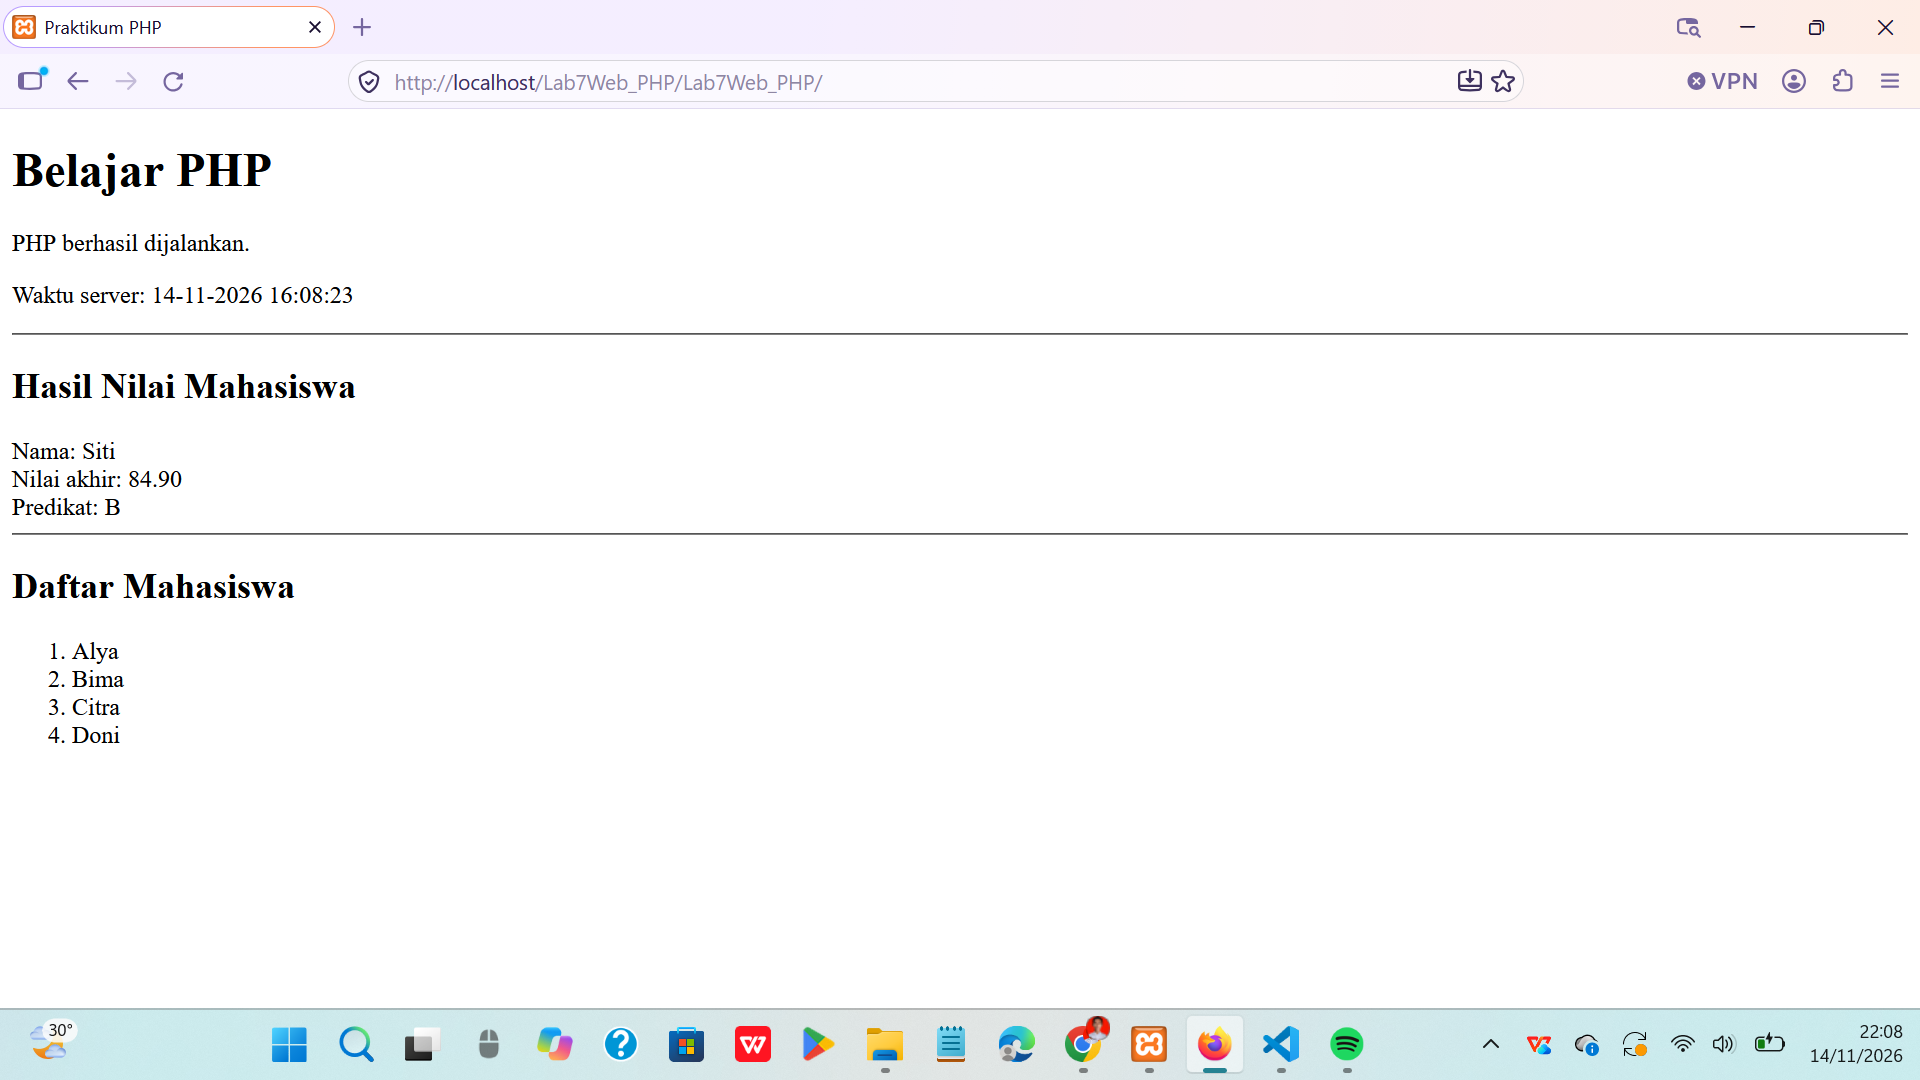 Praktikum PHP
http://localhost/Lab7Web_PHP/Lab7Web_PHP/
VPN
Belajar PHP
PHP berhasil dijalankan.
Waktu server: 14-11-2026 16:08:23
Hasil Nilai Mahasiswa
Nama: Siti
Nilai akhir: 84.90
Predikat: B
Daftar Mahasiswa
1. Alya
2. Bima
3. Citra
4. Doni
30°
22:08
14/11/2026